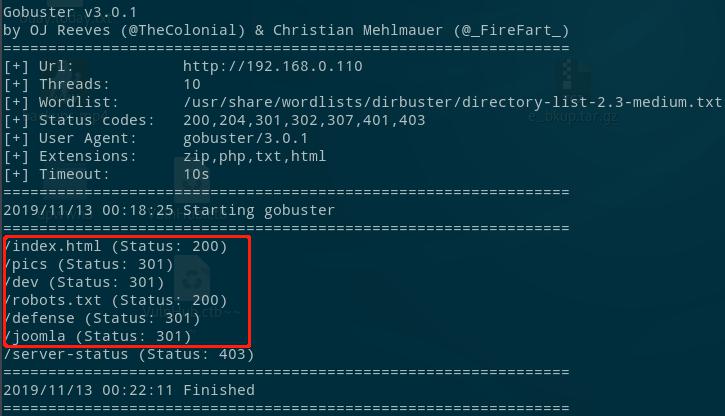 Gobuster v3.0.1
by OJ Reeves (@TheColonial) & Christian Mehlmauer (@_FireFart_)
===============================================================
[+] Url:            http://192.168.0.110
[+] Threads:        10
[+] Wordlist:       /usr/share/wordlists/dirbuster/directory-list-2.3-medium.txt
[+] Status codes:   200,204,301,302,307,401,403
[+] User Agent:     gobuster/3.0.1
[+] Extensions:     zip,php,txt,html
[+] Timeout:        10s
===============================================================
2019/11/13 00:18:25 Starting gobuster
===============================================================
/index.html (Status: 200)
/pics (Status: 301)
/dev (Status: 301)
/robots.txt (Status: 200)
/defense (Status: 301)
/joomla (Status: 301)
/server-status (Status: 403)
===============================================================
2019/11/13 00:22:11 Finished
===============================================================